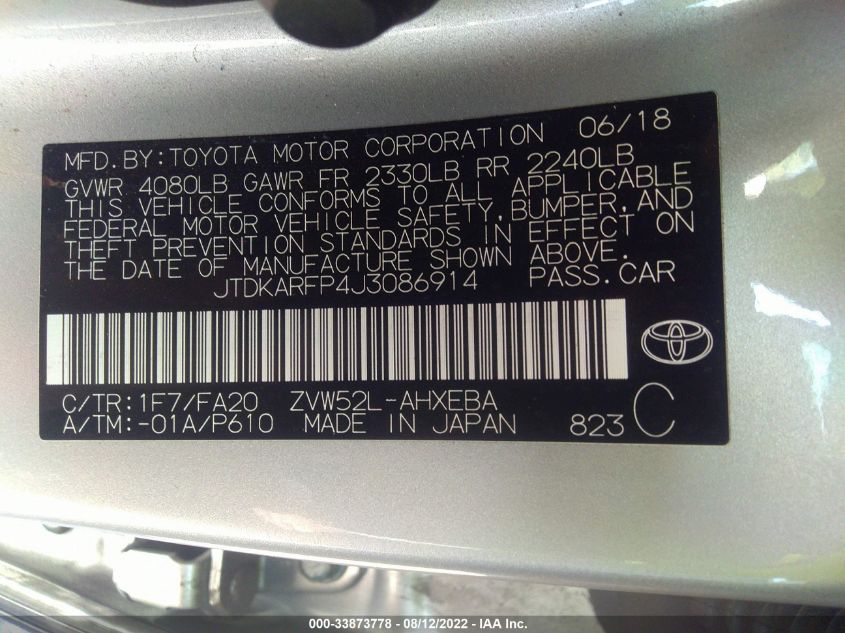 MFD. BY: TOYOTA MOTOR CORPORATION 06/18
GVWR 4080LB GAWR FR 2330LB RR 2240LB
THIS VEHICLE CONFORMS TO ALL APPLICABLE
FEDERAL MOTOR VEHICLE SAFETY, BUMPER, AND
THEFT PREVENTION STANDARDS IN EFFECT ON
THE DATE OF MANUFACTURE SHOWN ABOVE.
JTDKARFP4J3086914 PASS. CAR
C/TR: 1F7/FA20 ZVW52L-AHXEBA
A/TM: -01A/P610 MADE IN JAPAN 823 C
000-33873778 - 08/12/2022 - IAA Inc.